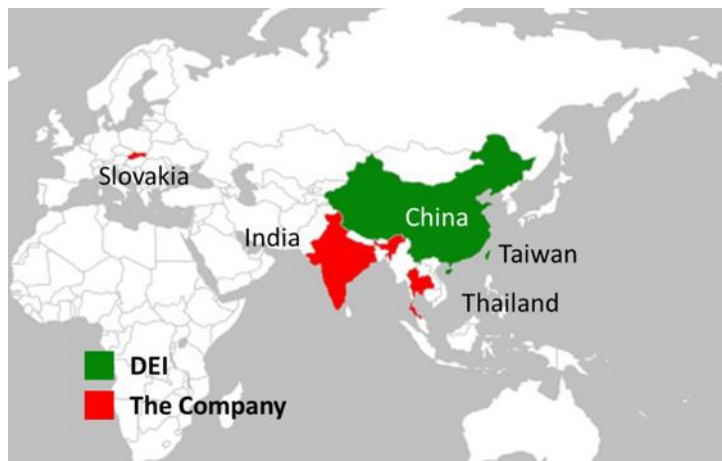 Slovakia
China
India
Taiwan
Thailand
DEI
The Company